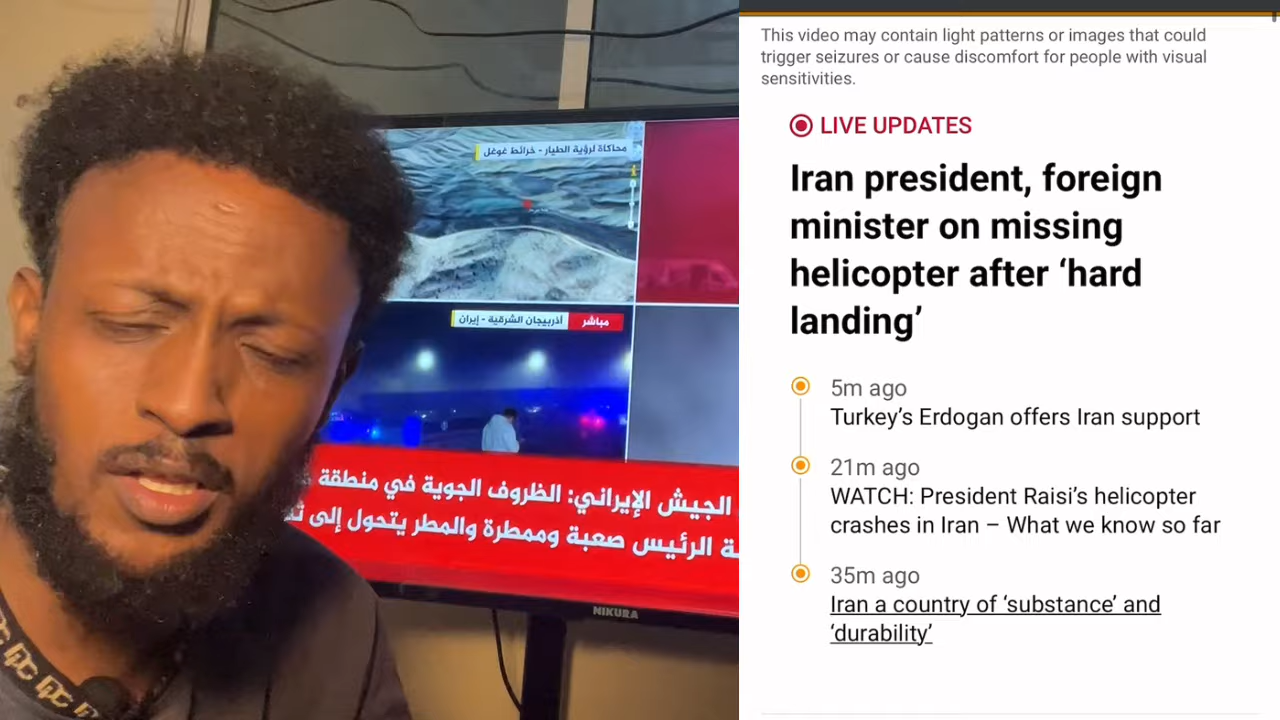 محاكاة لرؤية الطيار - خرائط غوغل
مباشر
أذربيجان الشرقية - إيران
الجيش الإيراني: الظروف الجوية في منطقة
الرئيس صعبة وممطرة والمطر يتحول إلى
NIKURA
This video may contain light patterns or images that could
trigger seizures or cause discomfort for people with visual
sensitivities.
LIVE UPDATES
Iran president, foreign
minister on missing
helicopter after ‘hard
landing’
5m ago
Turkey’s Erdogan offers Iran support
21m ago
WATCH: President Raisi’s helicopter
crashes in Iran – What we know so far
35m ago
Iran a country of ‘substance’ and
‘durability’